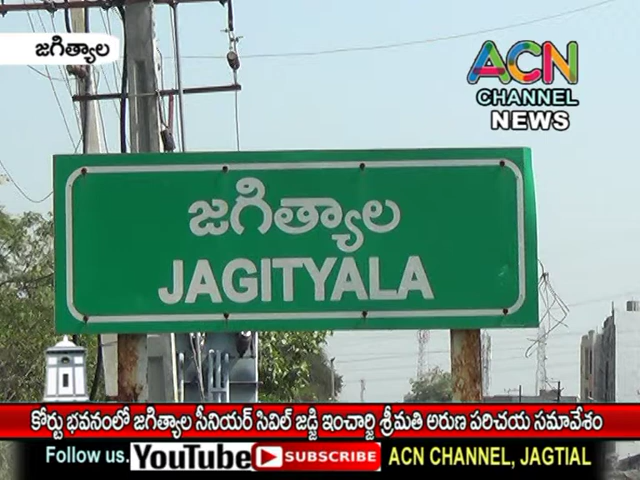 జగిత్యాల
ACN
CHANNEL
NEWS
జగిత్యాల
JAGITYALA
కోర్టు భవనంలో జగిత్యాల సీనియర్ సివిల్ జడ్జి ఇంచార్జి శ్రీమతి అరుణ పరిచయ సమావేశం
Follow us. YouTube SUBSCRIBE ACN CHANNEL, JAGTIAL